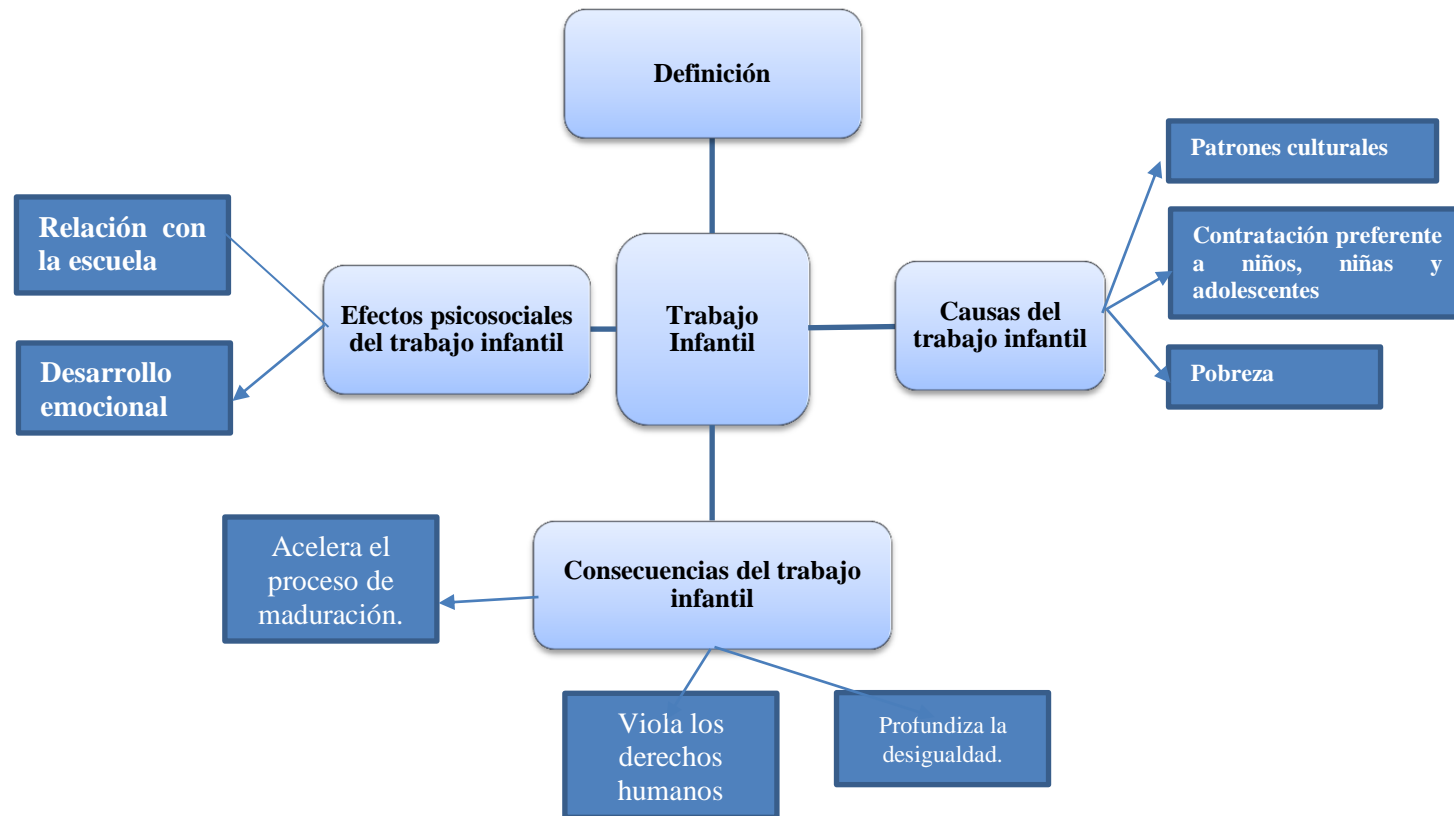 Definición
Patrones culturales
Relación con
la escuela
Contratación preferente
a niños, niñas y
adolescentes
Efectos psicosociales
del trabajo infantil
Trabajo
Infantil
Causas del
trabajo infantil
Desarrollo
emocional
Pobreza
Acelera el
proceso de
maduración.
Consecuencias del trabajo
infantil
Viola los
derechos
humanos
Profundiza la
desigualdad.